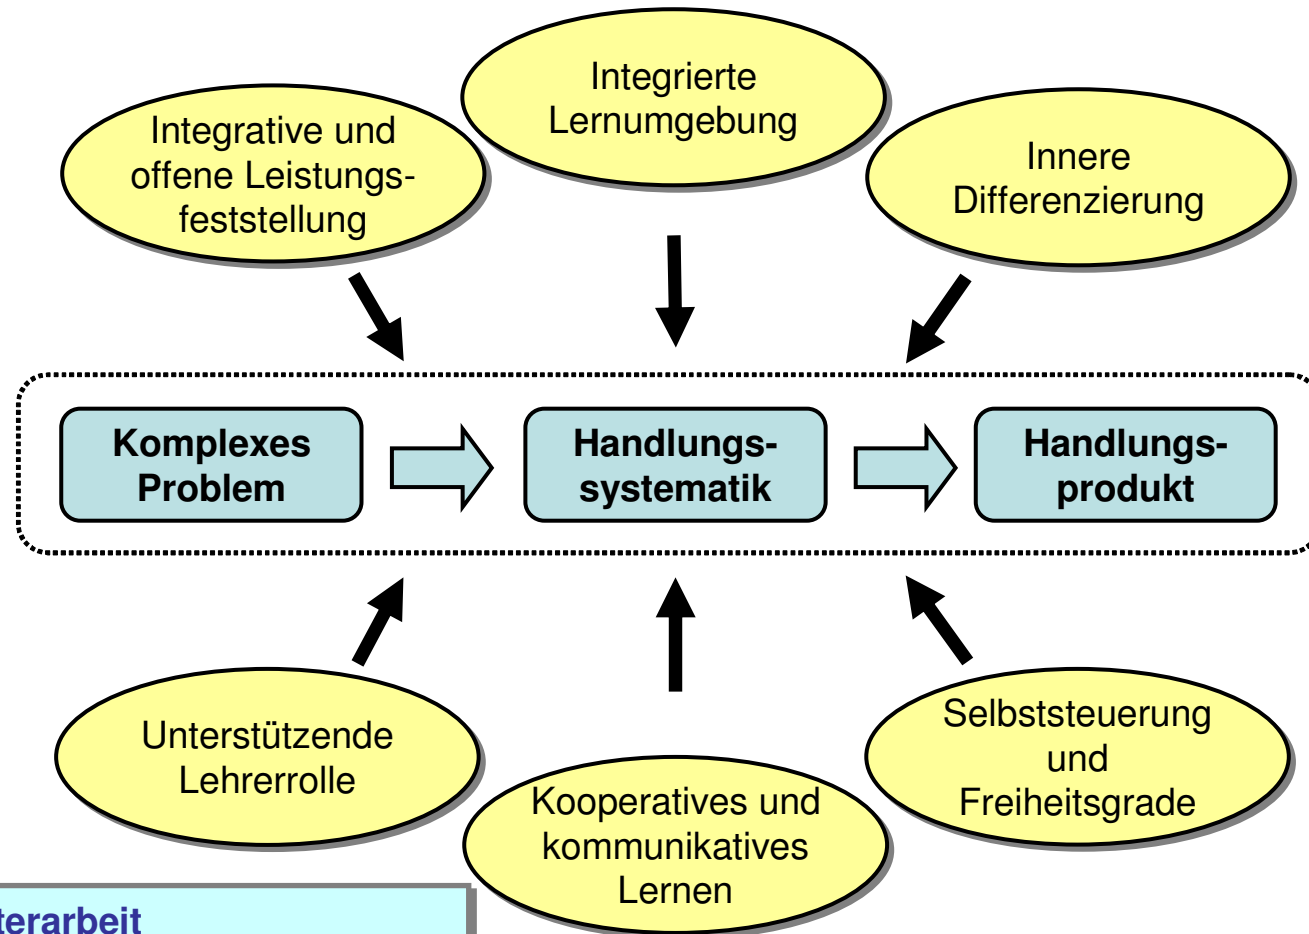 Integrierte
Lernumgebung
Integrative und
offene Leistungs-
feststellung
Innere
Differenzierung
Komplexes
Problem
Handlungs-
systematik
Handlungs-
produkt
Unterstützende
Lehrerrolle
Kooperatives und
kommunikatives
Lernen
Selbststeuerung
und
Freiheitsgrade
terarbeit